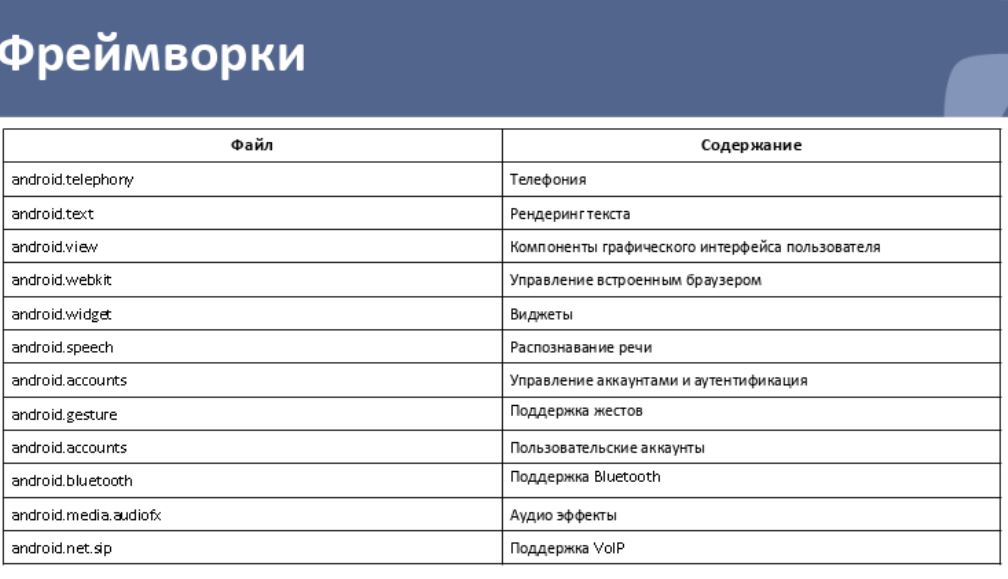 Фреймворки
Файл Содержание
android.telephony Телефония
android.text Рендеринг текста
android.view Компоненты графического интерфейса пользователя
android.webkit Управление встроенным браузером
android.widget Виджеты
android.speech Распознавание речи
android.accounts Управление аккаунтами и аутентификация
android.gesture Поддержка жестов
android.accounts Пользовательские аккаунты
android.bluetooth Поддержка Bluetooth
android.media.audiofx Аудио эффекты
android.net.sip Поддержка VoIP